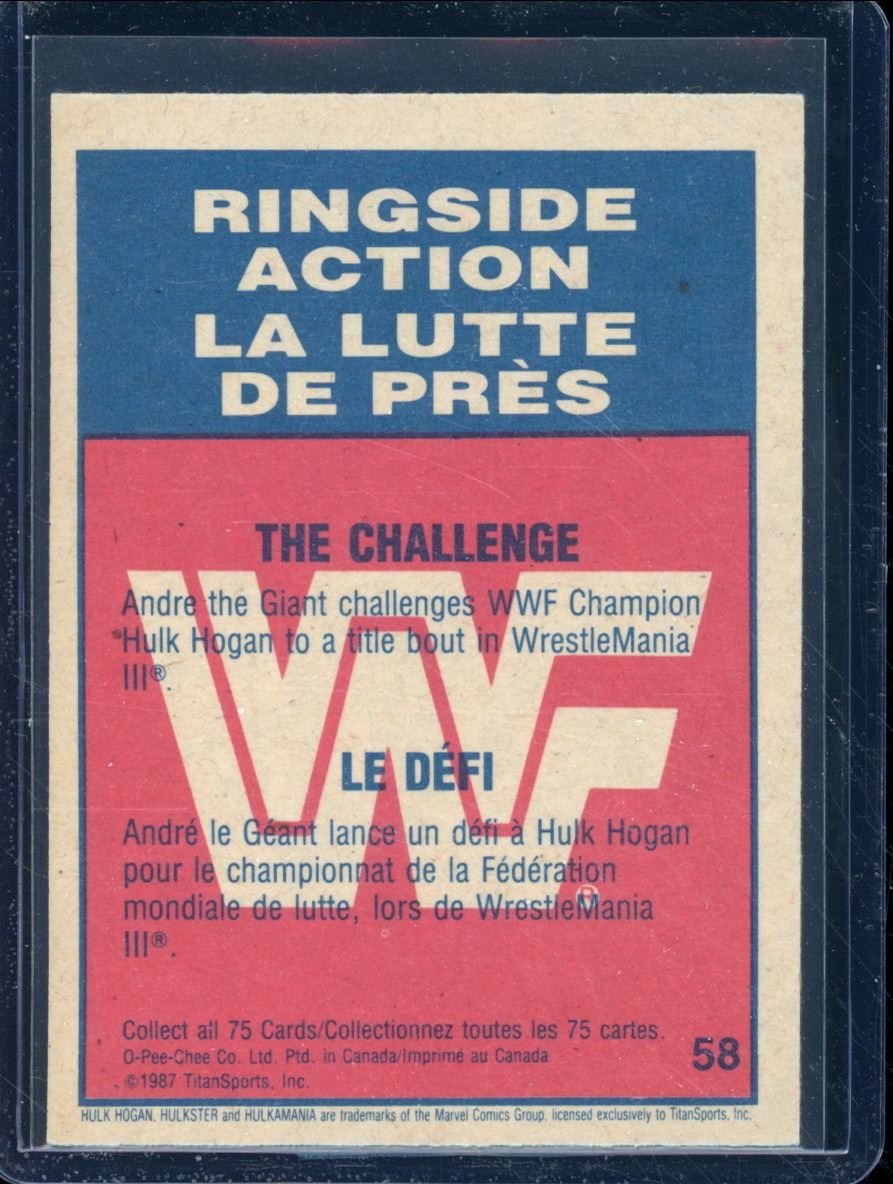 RINGSIDE
ACTION
LA LUTTE
DE PRÈS
THE CHALLENGE
Andre the Giant challenges WWF Champion
Hulk Hogan to a title bout in WrestleMania
III®.
LE DÉFI
André le Géant lance un défi à Hulk Hogan
pour le championnat de la Fédération
mondiale de lutte, lors de WrestleMania
III®.
WF
®
Collect all 75 Cards/Collectionnez toutes les 75 cartes.
O-Pee-Chee Co. Ltd. Ptd. in Canada/Imprimé au Canada
©1987 TitanSports, Inc.
58
HULK HOGAN, HULKSTER and HULKAMANIA are trademarks of the Marvel Comics Group, licensed exclusively to TitanSports, Inc.